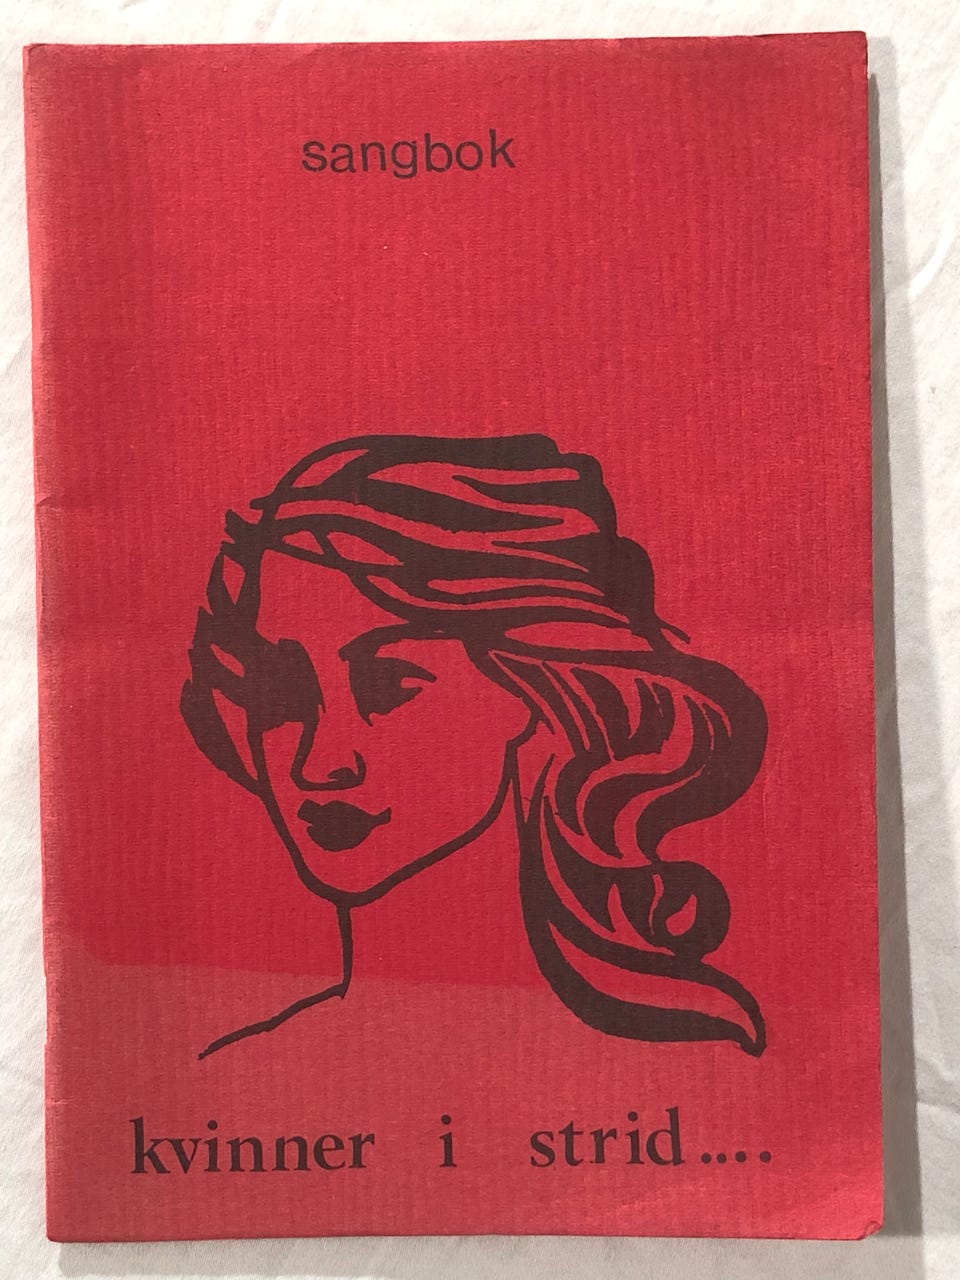 sangbok
kvinner i strid....